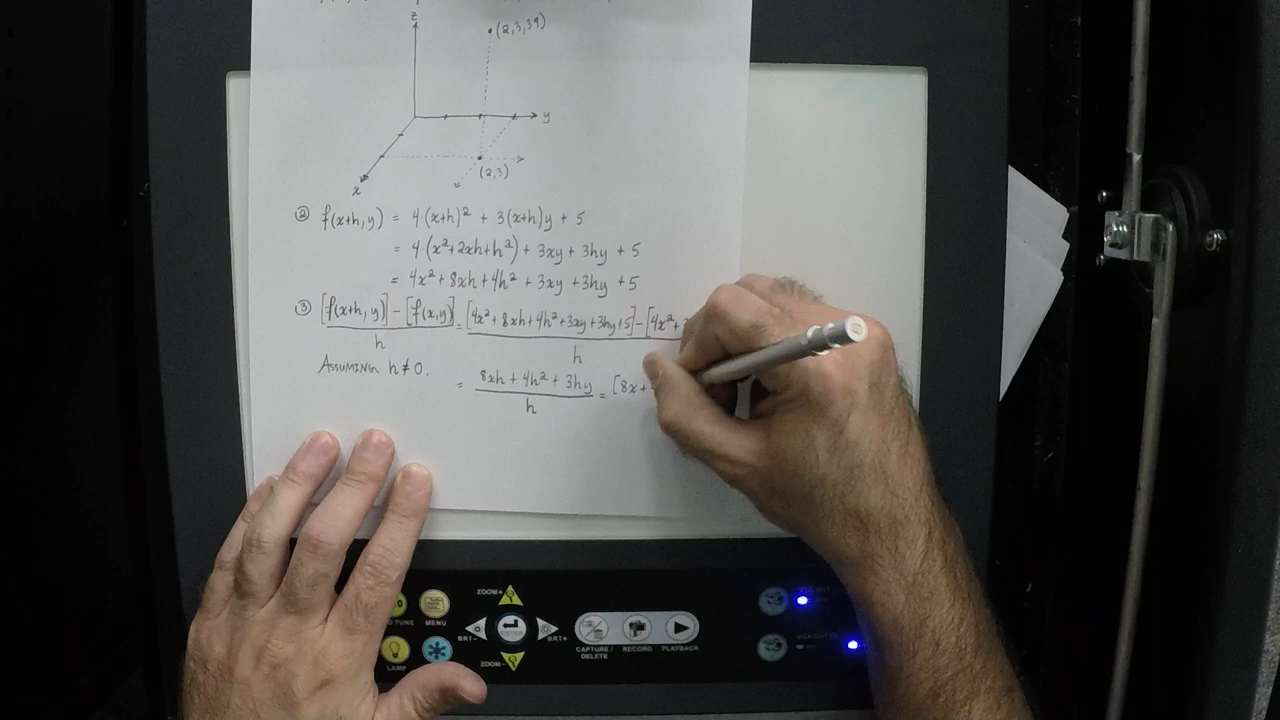 z
(2,3,39)
y
(2,3)
x
② f(x+h,y) = 4·(x+h)² + 3(x+h)y + 5
= 4·(x²+2xh+h²) + 3xy + 3hy + 5
= 4x² + 8xh + 4h² + 3xy + 3hy + 5
③ [f(x+h, y)] - [f(x,y)] = [4x² + 8xh + 4h² + 3xy + 3hy + 5] - [4x² +
h h
ASSUMING h ≠ 0.
= 8xh + 4h² + 3hy = [8x +
h
TUNE MENU ZOOM+
BRT- BRT+
LAMP ZOOM-
CAPTURE / DELETE RECORD PLAYBACK